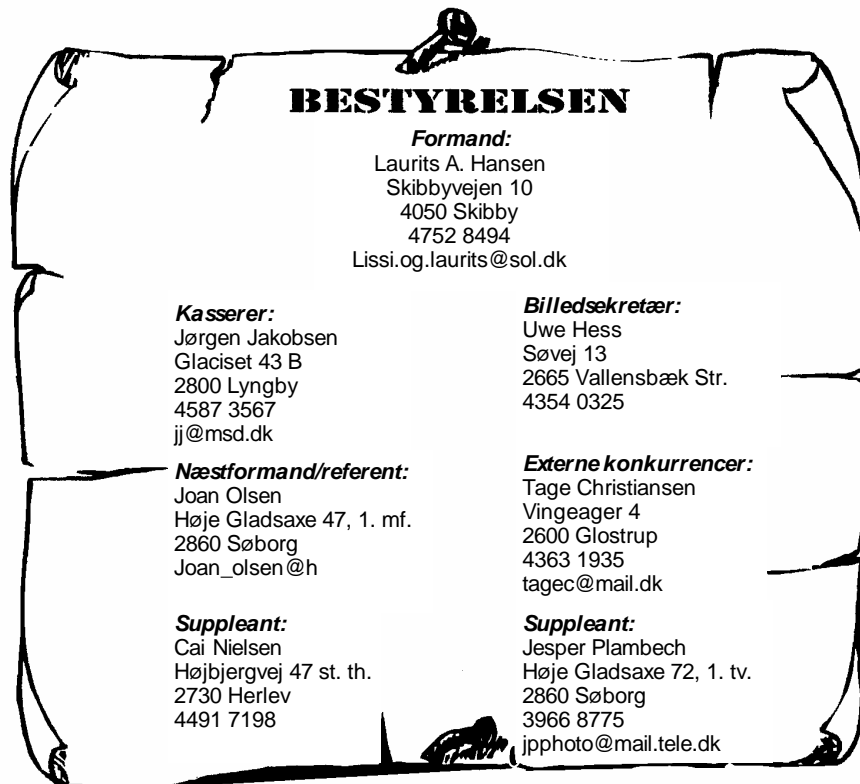 BESTYRELSEN
Formand:
Laurits A. Hansen
Skibbyvejen 10
4050 Skibby
4752 8494
Lissi.og.laurits@sol.dk
Kasserer:
Jørgen Jakobsen
Glaciset 43 B
2800 Lyngby
4587 3567
jj@msd.dk
Billedsekretær:
Uwe Hess
Søvej 13
2665 Vallensbæk Str.
4354 0325
Næstformand/referent:
Joan Olsen
Høje Gladsaxe 47, 1. mf.
2860 Søborg
Joan_olsen@h
Externe konkurrencer:
Tage Christiansen
Vingeager 4
2600 Glostrup
4363 1935
tagec@mail.dk
Suppleant:
Cai Nielsen
Højbjergvej 47 st. th.
2730 Herlev
4491 7198
Suppleant:
Jesper Plambech
Høje Gladsaxe 72, 1. tv.
2860 Søborg
3966 8775
jpphoto@mail.tele.dk